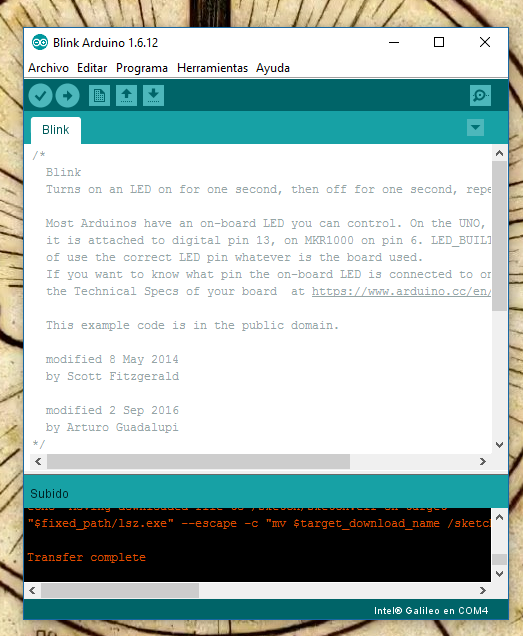 Blink Arduino 1.6.12
Archivo Editar Programa Herramientas Ayuda
Blink
/*
Blink
Turns on an LED on for one second, then off for one second, repe
Most Arduinos have an on-board LED you can control. On the UNO,
it is attached to digital pin 13, on MKR1000 on pin 6. LED_BUILT
of use the correct LED pin whatever is the board used.
If you want to know what pin the on-board LED is connected to on
the Technical Specs of your board at https://www.arduino.cc/en/
This example code is in the public domain.
modified 8 May 2014
by Scott Fitzgerald
modified 2 Sep 2016
by Arturo Guadalupi
*/
Subido
"$fixed_path/lsz.exe" --escape -c "mv $target_download_name /sketch
Transfer complete
Intel® Galileo en COM4